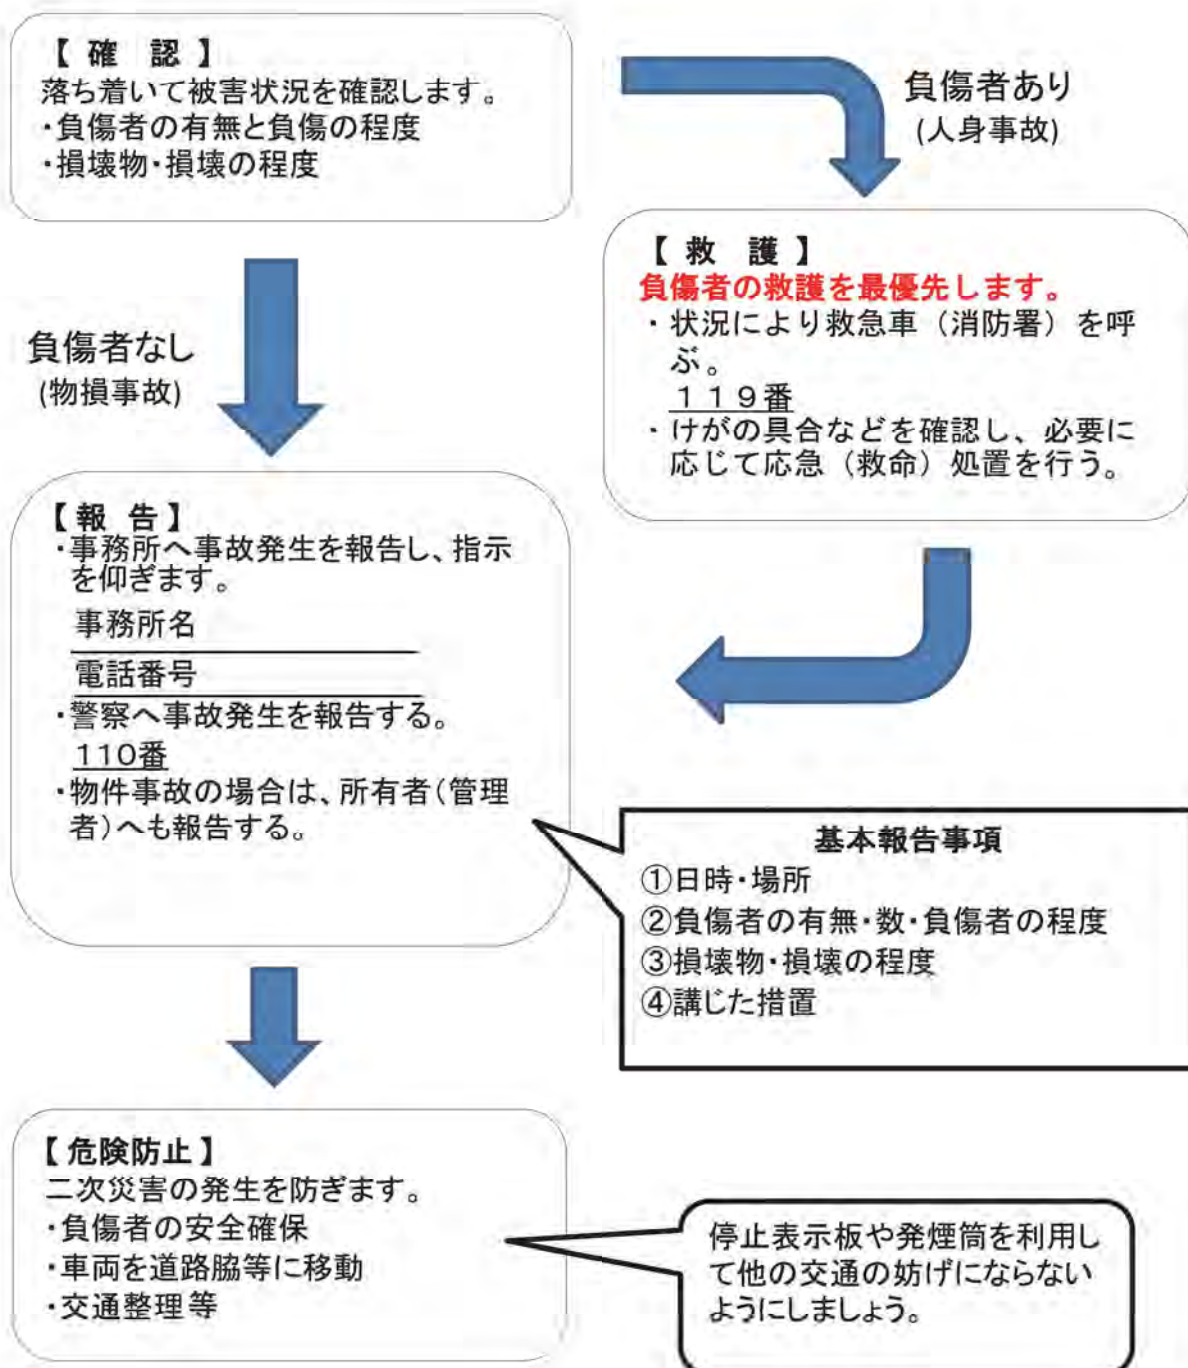 【 確　認 】
落ち着いて被害状況を確認します。
・負傷者の有無と負傷の程度
・損壊物・損壊の程度
負傷者あり
(人身事故)
【 救　護 】
負傷者の救護を最優先します。
・状況により救急車（消防署）を呼
ぶ。
１１９番
・けがの具合などを確認し、必要に
応じて応急（救命）処置を行う。
負傷者なし
(物損事故)
【 報 告 】
・事務所へ事故発生を報告し、指示
を仰ぎます。
事務所名
電話番号
・警察へ事故発生を報告する。
110番
・物件事故の場合は、所有者(管理
者)へも報告する。
基本報告事項
①日時・場所
②負傷者の有無・数・負傷者の程度
③損壊物・損壊の程度
④講じた措置
【 危険防止 】
二次災害の発生を防ぎます。
・負傷者の安全確保
・車両を道路脇等に移動
・交通整理等
停止表示板や発煙筒を利用し
て他の交通の妨げにならない
ようにしましょう。